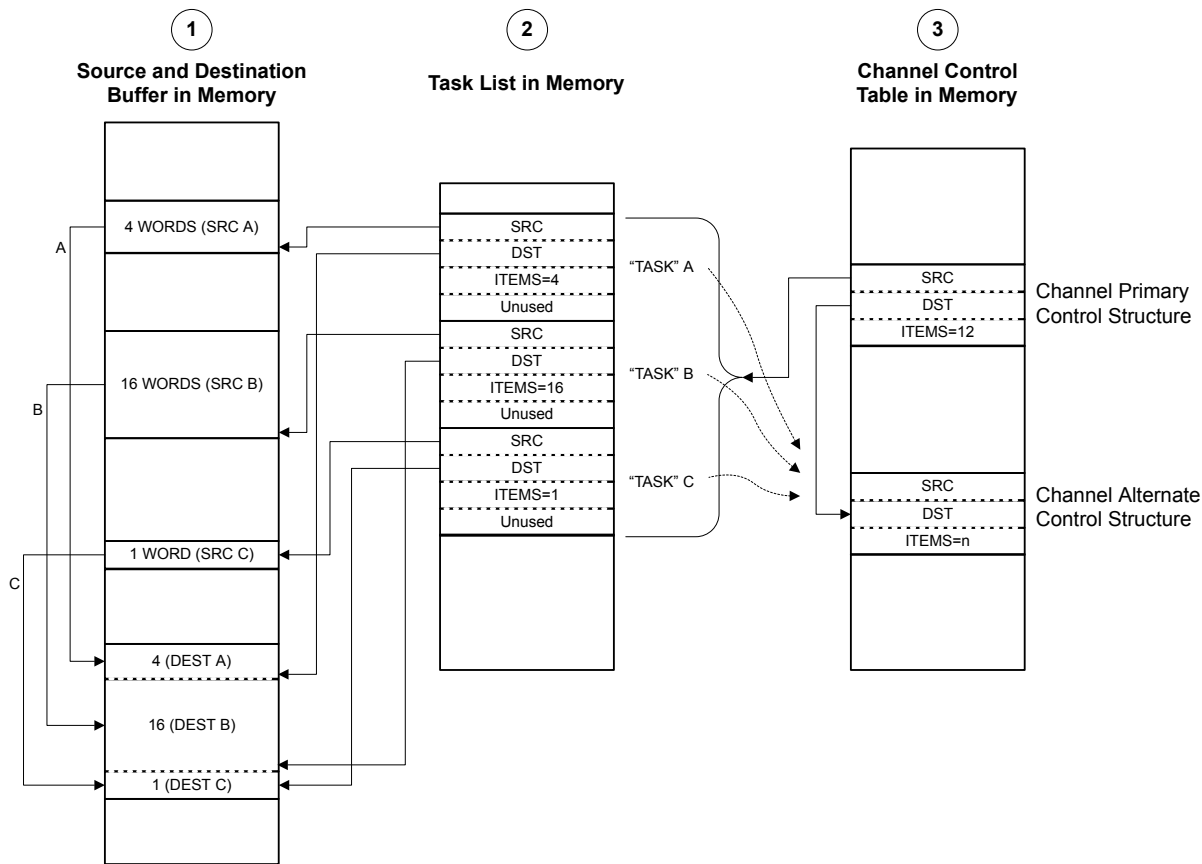 1
Source and Destination
Buffer in Memory
4 WORDS (SRC A)
A
16 WORDS (SRC B)
B
1 WORD (SRC C)
C
4 (DEST A)
16 (DEST B)
1 (DEST C)
2
Task List in Memory
SRC
DST
ITEMS=4
Unused
SRC
DST
ITEMS=16
Unused
SRC
DST
ITEMS=1
Unused
“TASK” A
“TASK” B
“TASK” C
3
Channel Control
Table in Memory
SRC
DST
ITEMS=12
Channel Primary
Control Structure
SRC
DST
ITEMS=n
Channel Alternate
Control Structure